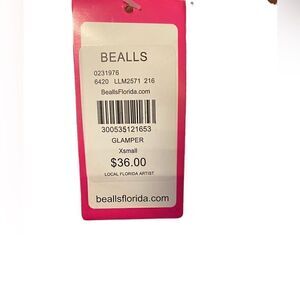 BEALLS
0231976
6420 LLM2571 216
BeallsFlorida.com
300535121653
GLAMPER
Xsmall
$36.00
LOCAL FLORIDA ARTIST
beallsflorida.com